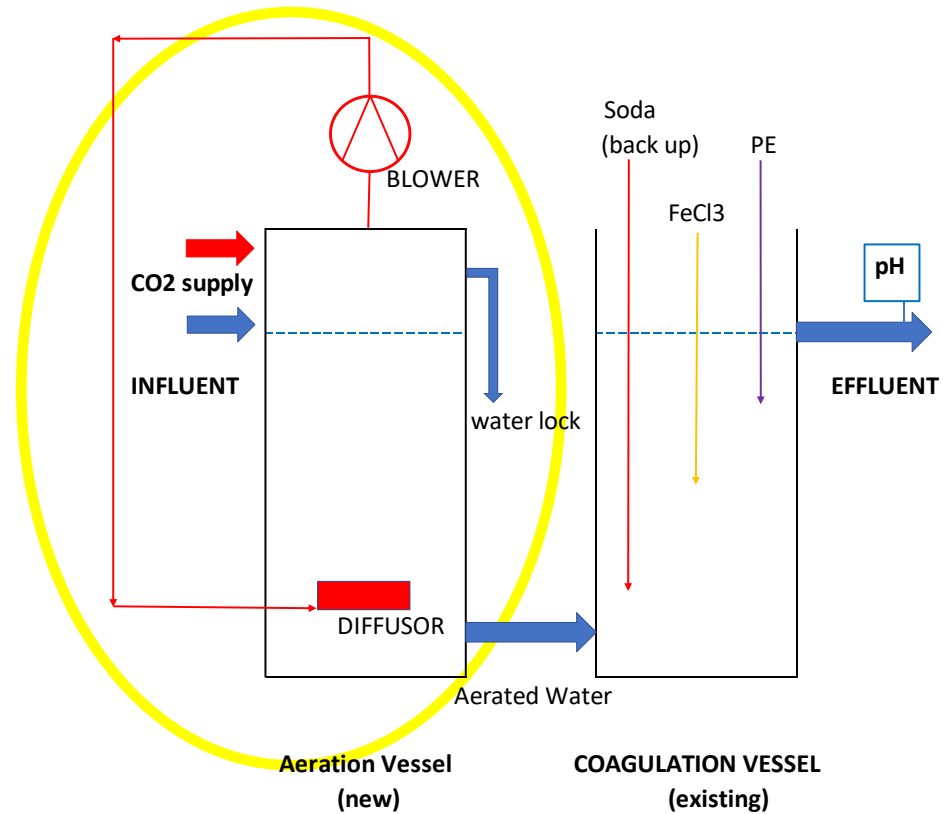 Soda
(back up)
PE
BLOWER
FeCl3
CO2 supply
pH
INFLUENT
EFFLUENT
water lock
DIFFUSOR
Aerated Water
Aeration Vessel
(new)
COAGULATION VESSEL
(existing)